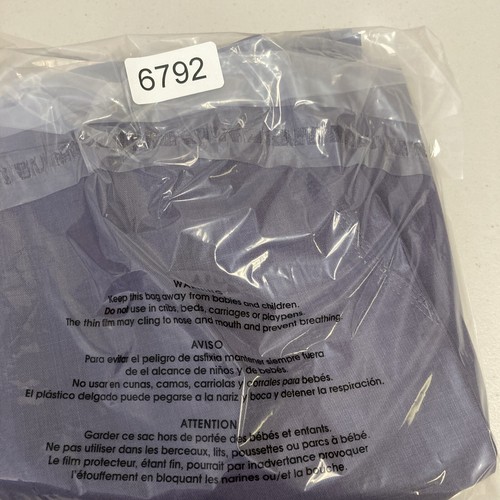 6792
Keep this bag away from babies and children.
Do not use in cribs, beds, carriages or playpens.
The thin film may cling to nose and mouth and prevent breathing.
AVISO
Para evitar el peligro de asfixia mantener siempre fuera
de el alcance de niños y de bebés.
No usar en cunas, camas, carriolas y corrales para bebés.
El plástico delgado puede pegarse a la nariz y boca y detener la respiración.
ATTENTION
Garder ce sac hors de portée des bébés et enfants.
Ne pas utiliser dans les berceaux, lits, poussettes ou parcs à bébé.
Le film protecteur, étant fin, pourrait par inadvertance provoquer
l'étouffement en bloquant les narines ou/et la bouche.